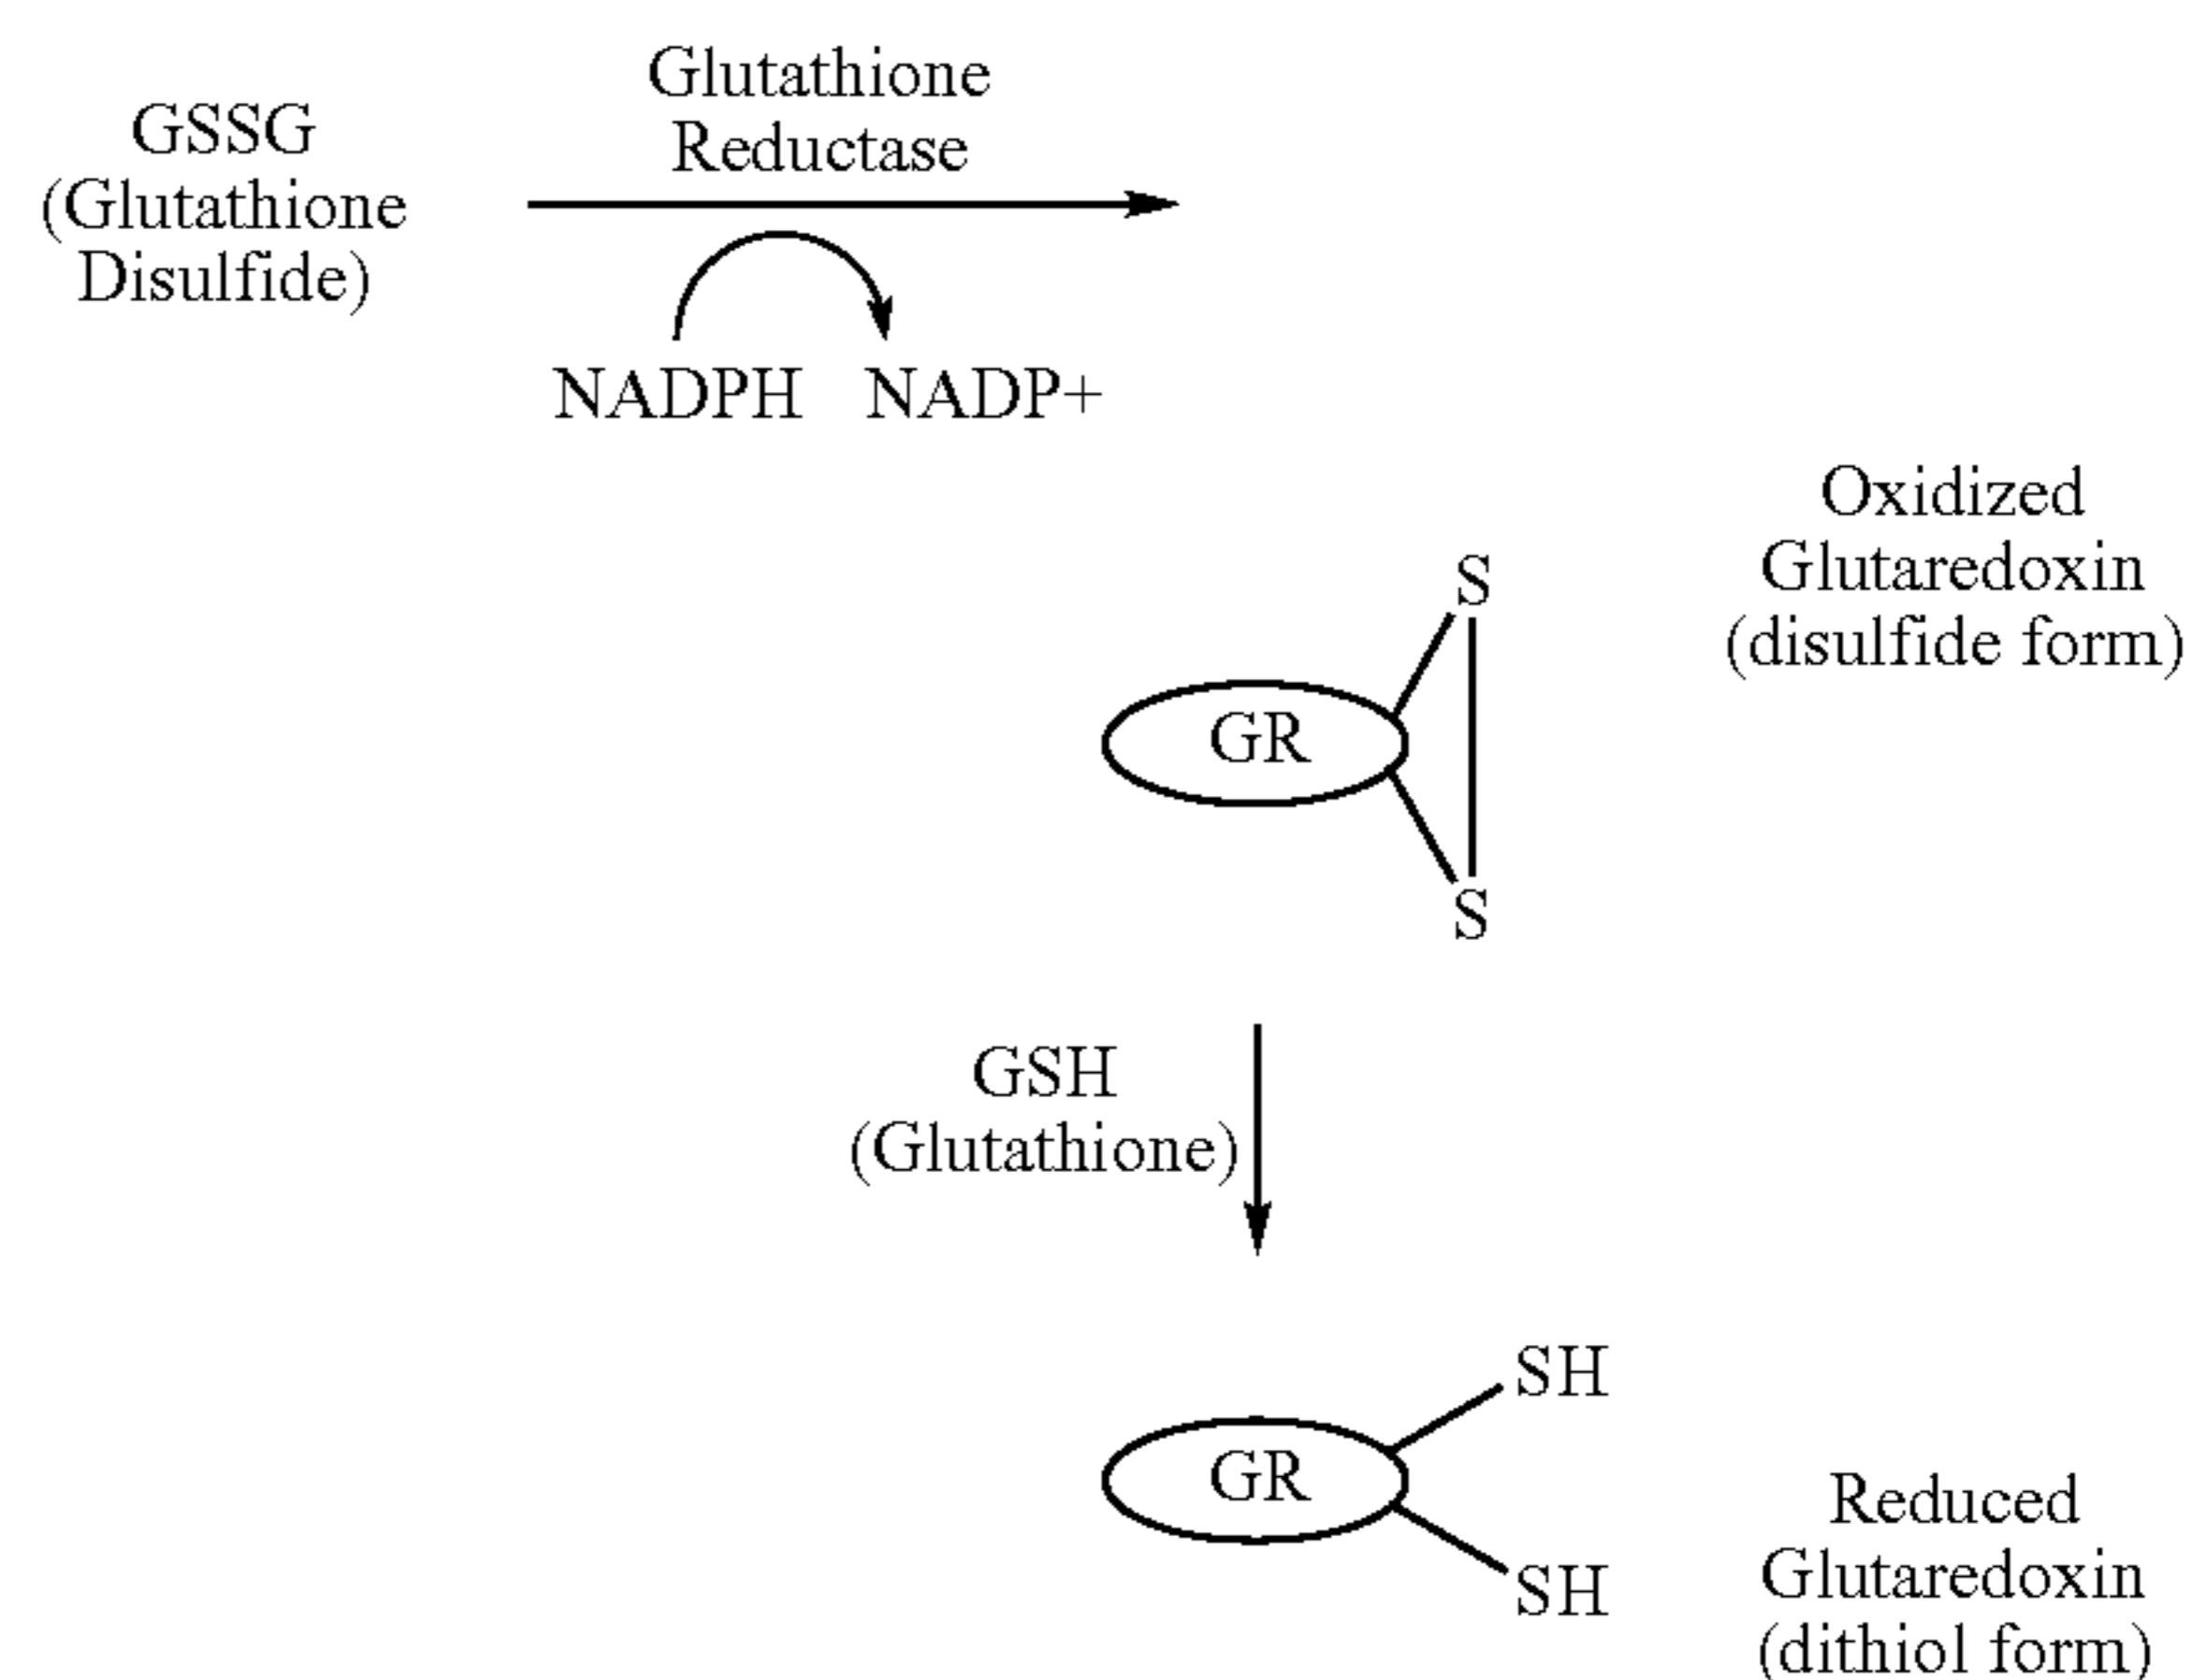 Glutathione
Reductase
GSSG
(Glutathione
Disulfide)
NADPH NADP+
Oxidized
Glutaredoxin
(disulfide form)
S
GR
S
GSH
(Glutathione)
SH
GR
SH
Reduced
Glutaredoxin
(dithiol form)